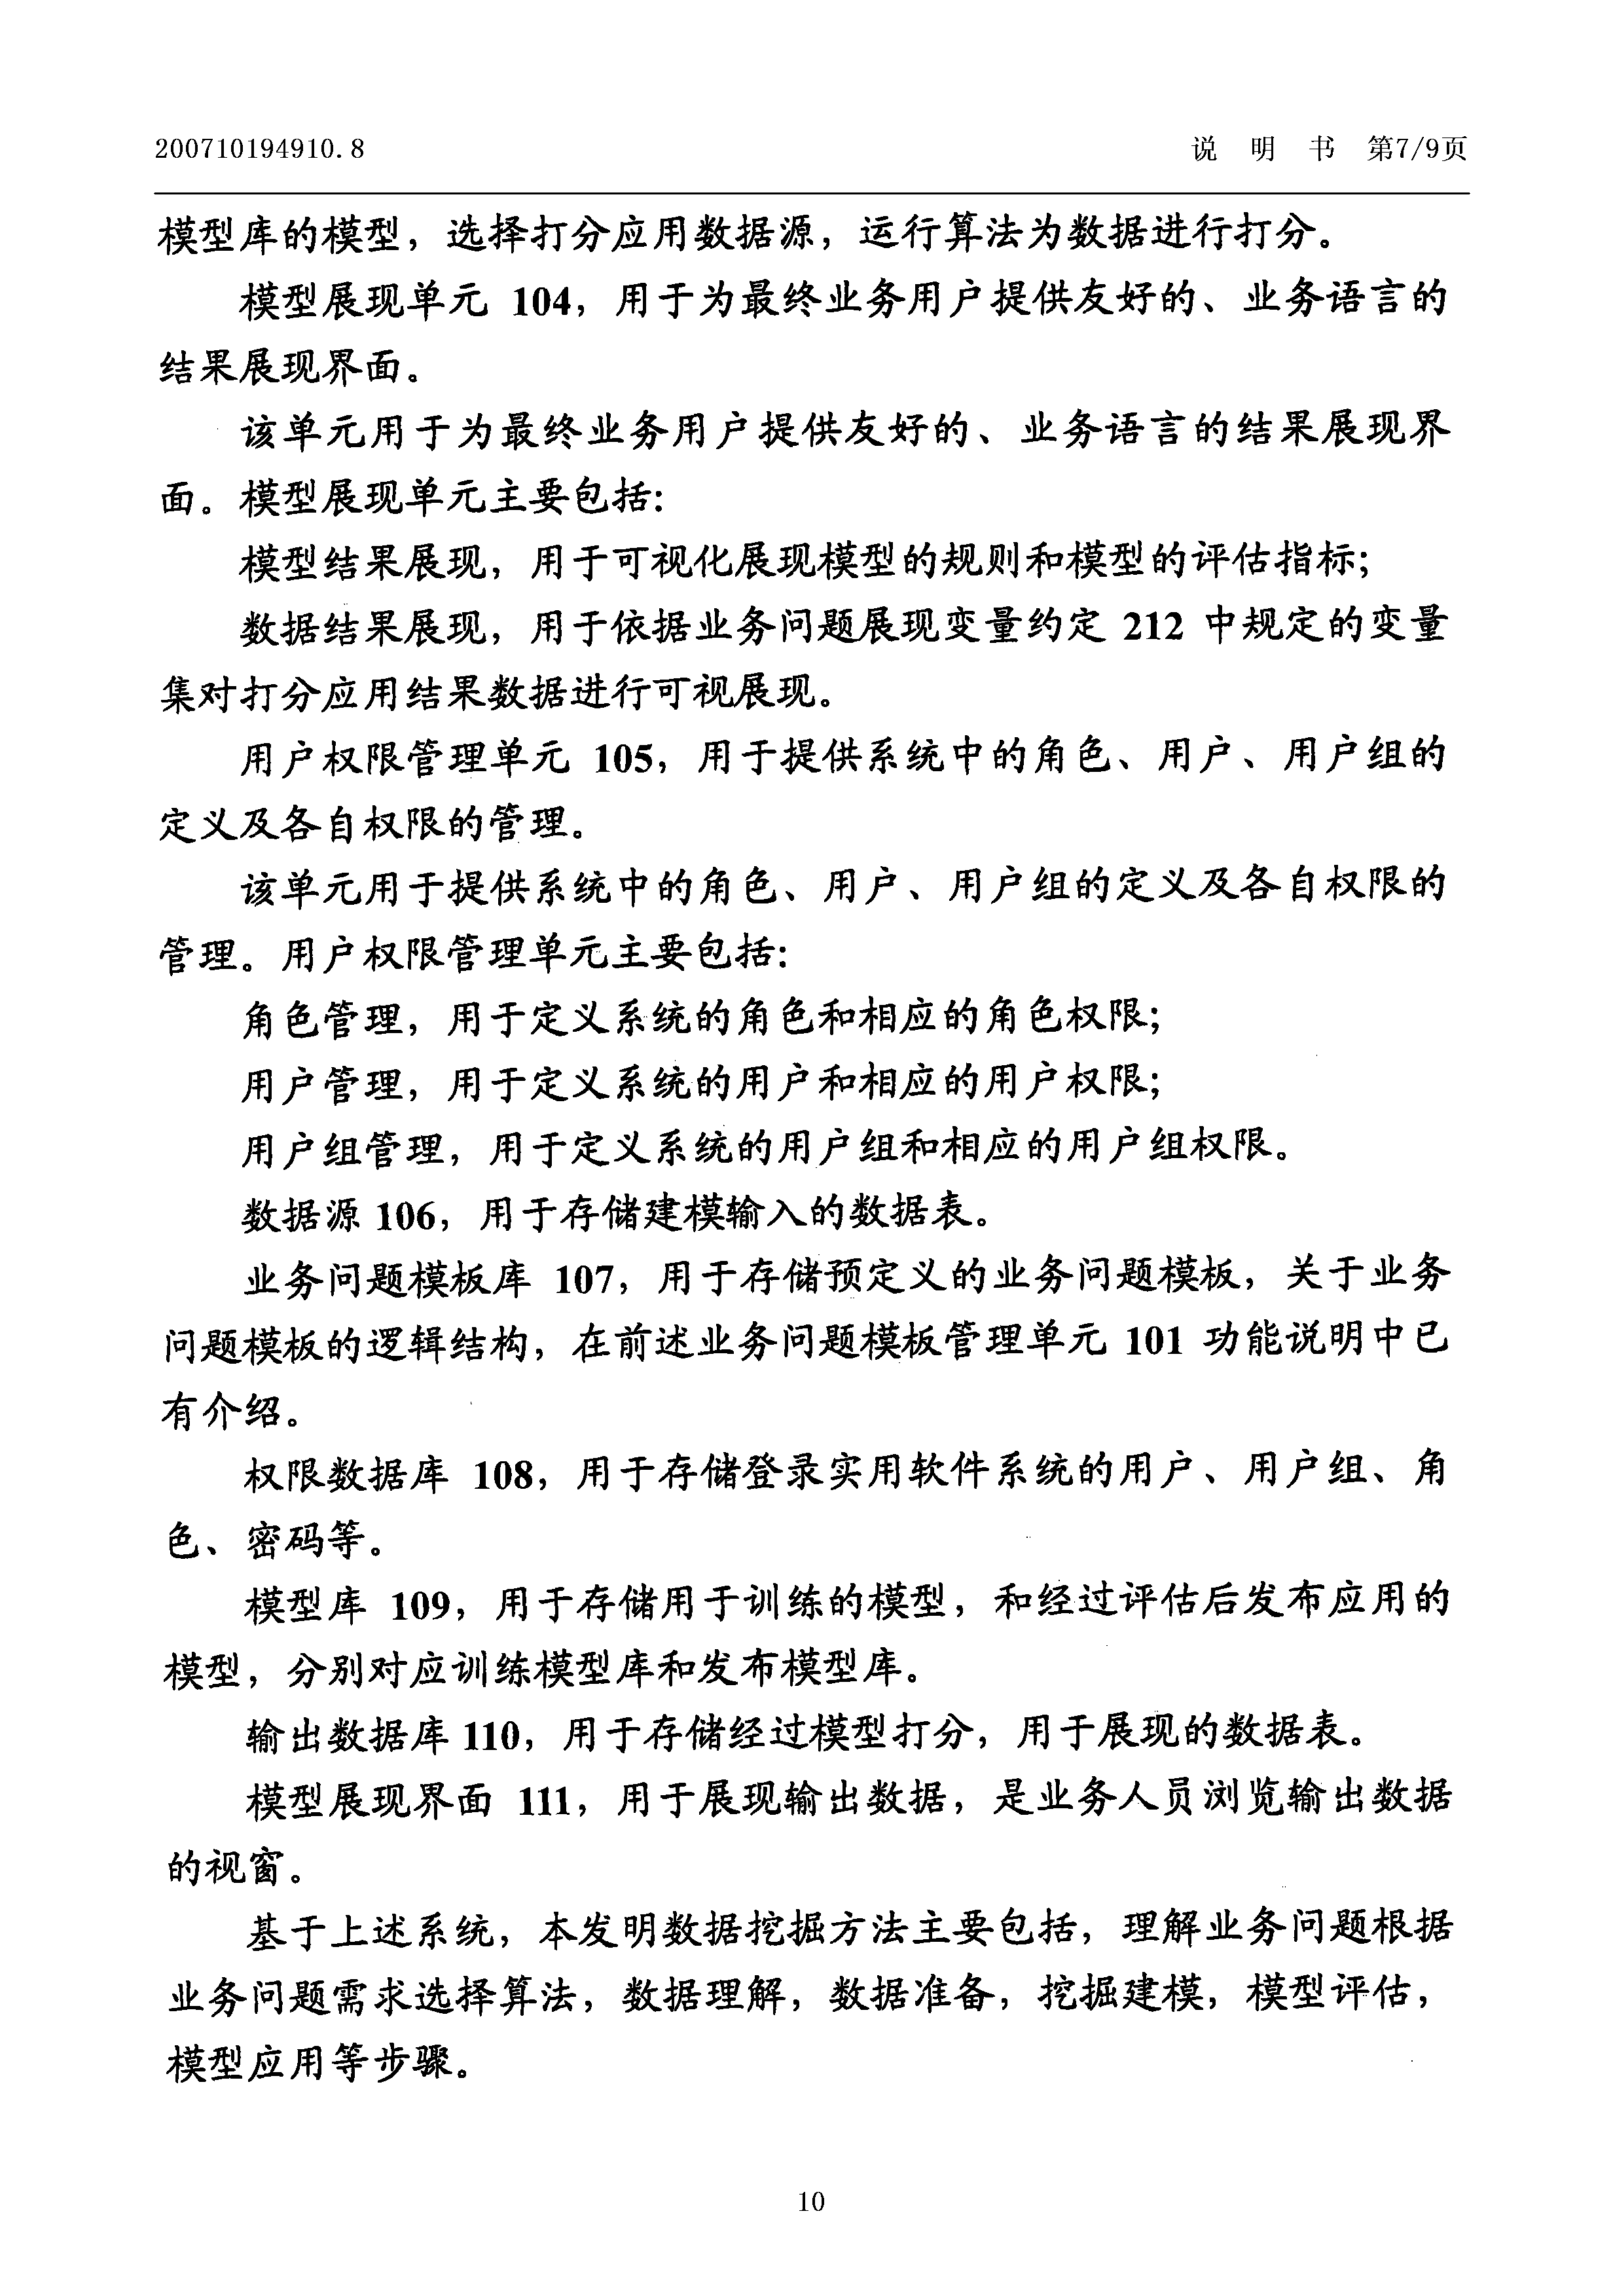 200710194910.8
说 明 书 第7/9页
模型库的模型，选择打分应用数据源，运行算法为数据进行打分。
模型展现单元 104，用于为最终业务用户提供友好的、业务语言的
结果展现界面。
该单元用于为最终业务用户提供友好的、业务语言的结果展现界
面。模型展现单元主要包括:
模型结果展现，用于可视化展现模型的规则和模型的评估指标;
数据结果展现，用于依据业务问题展现变量约定 212 中规定的变量
集对打分应用结果数据进行可视展现。
用户权限管理单元 105，用于提供系统中的角色、用户、用户组的
定义及各自权限的管理。
该单元用于提供系统中的角色、用户、用户组的定义及各自权限的
管理。用户权限管理单元主要包括:
角色管理，用于定义系统的角色和相应的角色权限;
用户管理，用于定义系统的用户和相应的用户权限;
用户组管理，用于定义系统的用户组和相应的用户组权限。
数据源 106，用于存储建模输入的数据表。
业务问题模板库 107，用于存储预定义的业务问题模板，关于业务
问题模板的逻辑结构，在前述业务问题模板管理单元 101 功能说明中已
有介绍。
权限数据库 108，用于存储登录实用软件系统的用户、用户组、角
色、密码等。
模型库 109，用于存储用于训练的模型，和经过评估后发布应用的
模型，分别对应训练模型库和发布模型库。
输出数据库 110，用于存储经过模型打分，用于展现的数据表。
模型展现界面 111，用于展现输出数据，是业务人员浏览输出数据
的视窗。
基于上述系统，本发明数据挖掘方法主要包括，理解业务问题根据
业务问题需求选择算法，数据理解，数据准备，挖掘建模，模型评估，
模型应用等步骤。
10